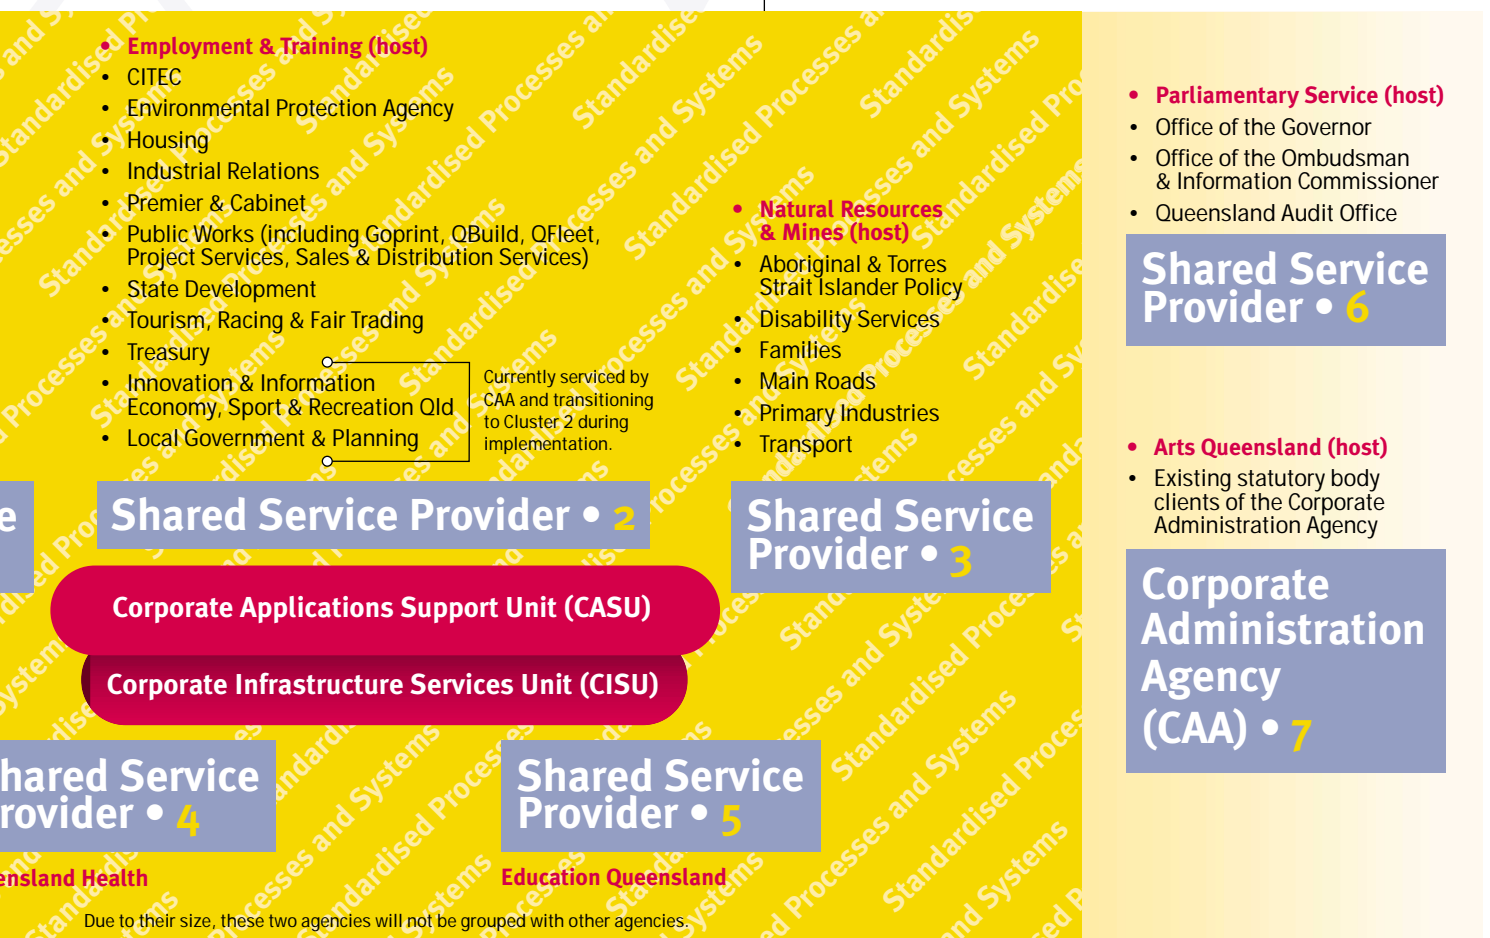 • Employment & Training (host)
• CITEC
• Environmental Protection Agency
• Housing
• Industrial Relations
• Premier & Cabinet
• Public Works (including Goprint, QBuild, QFleet,
Project Services, Sales & Distribution Services)
• State Development
• Tourism, Racing & Fair Trading
• Treasury
• Innovation & Information
Economy, Sport & Recreation Qld
• Local Government & Planning
Currently serviced by
CAA and transitioning
to Cluster 2 during
implementation.
Shared Service Provider • 2
• Natural Resources
& Mines (host)
• Aboriginal & Torres
Strait Islander Policy
• Disability Services
• Families
• Main Roads
• Primary Industries
• Transport
Shared Service
Provider • 3
• Parliamentary Service (host)
• Office of the Governor
• Office of the Ombudsman
& Information Commissioner
• Queensland Audit Office
Shared Service
Provider • 6
• Arts Queensland (host)
• Existing statutory body
clients of the Corporate
Administration Agency
Corporate
Administration
Agency
(CAA) • 7
e
Corporate Applications Support Unit (CASU)
Corporate Infrastructure Services Unit (CISU)
hared Service
rovider • 4
ensland Health
Shared Service
Provider • 5
Education Queensland
Due to their size, these two agencies will not be grouped with other agencies.
Standardised Processes and Systems